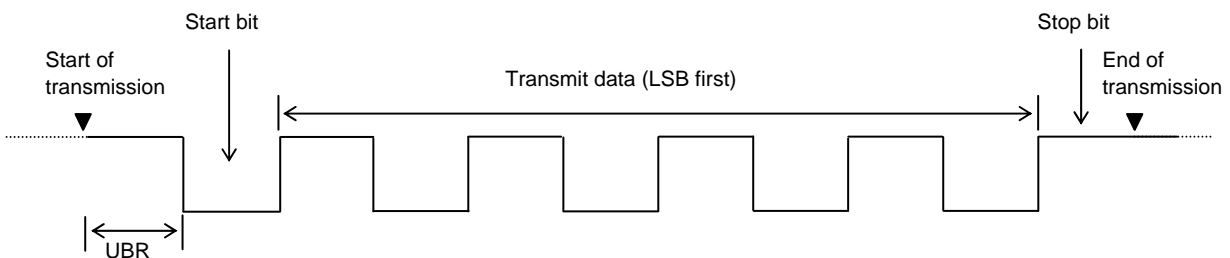 Start bit
Stop bit
Start of
transmission
Transmit data (LSB first)
End of
transmission
UBR